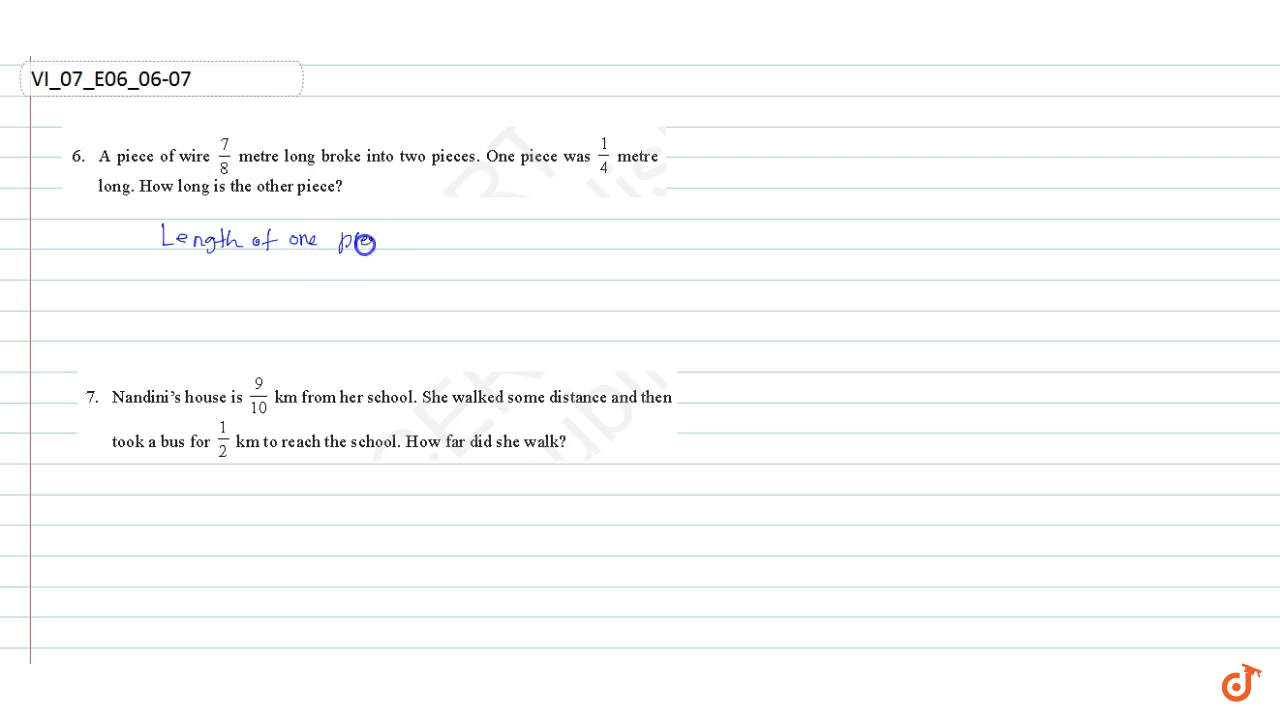 VI_07_E06_06-07
6. A piece of wire 7/8 metre long broke into two pieces. One piece was 1/4 metre
long. How long is the other piece?
Length of one
7. Nandini's house is 9/10 km from her school. She walked some distance and then
took a bus for 1/2 km to reach the school. How far did she walk?